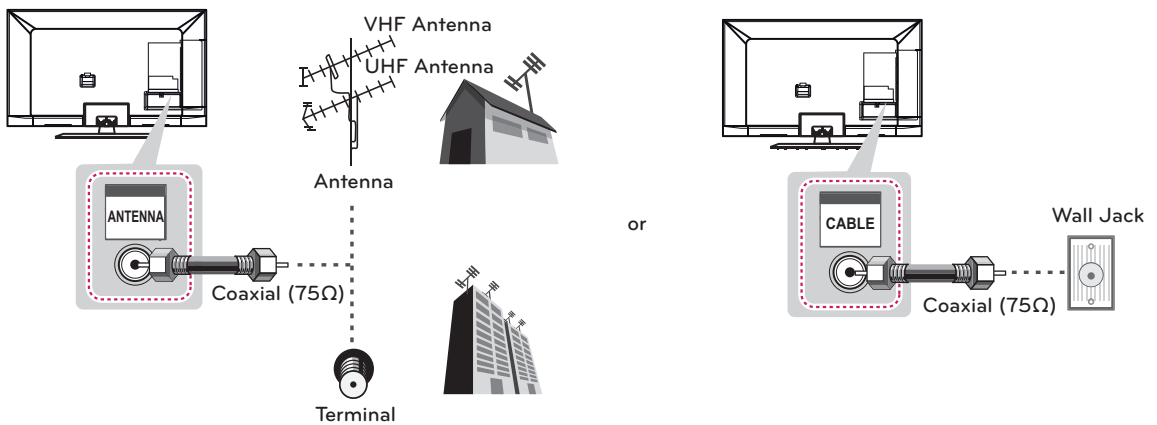 VHF Antenna
UHF Antenna
Antenna
ANTENNA
Coaxial (75Ω)
Terminal
or
CABLE
Wall Jack
Coaxial (75Ω)